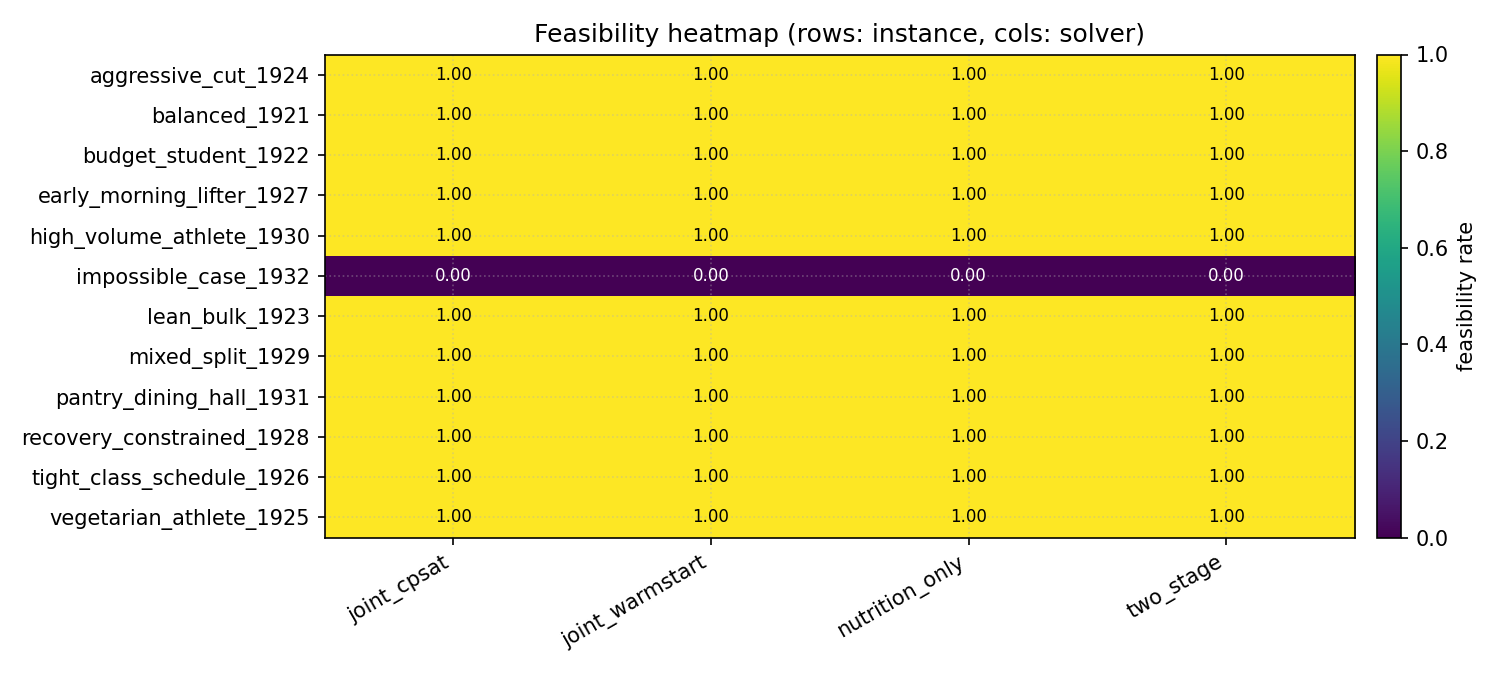 Feasibility heatmap (rows: instance, cols: solver)
aggressive_cut_1924 1.00 1.00 1.00 1.00
balanced_1921 1.00 1.00 1.00 1.00
budget_student_1922 1.00 1.00 1.00 1.00
early_morning_lifter_1927 1.00 1.00 1.00 1.00
high_volume_athlete_1930 1.00 1.00 1.00 1.00
impossible_case_1932 0.00 0.00 0.00 0.00
lean_bulk_1923 1.00 1.00 1.00 1.00
mixed_split_1929 1.00 1.00 1.00 1.00
pantry_dining_hall_1931 1.00 1.00 1.00 1.00
recovery_constrained_1928 1.00 1.00 1.00 1.00
tight_class_schedule_1926 1.00 1.00 1.00 1.00
vegetarian_athlete_1925 1.00 1.00 1.00 1.00
joint_cpsat joint_warmstart nutrition_only two_stage
1.0
0.8
0.6
0.4
0.2
0.0
feasibility rate